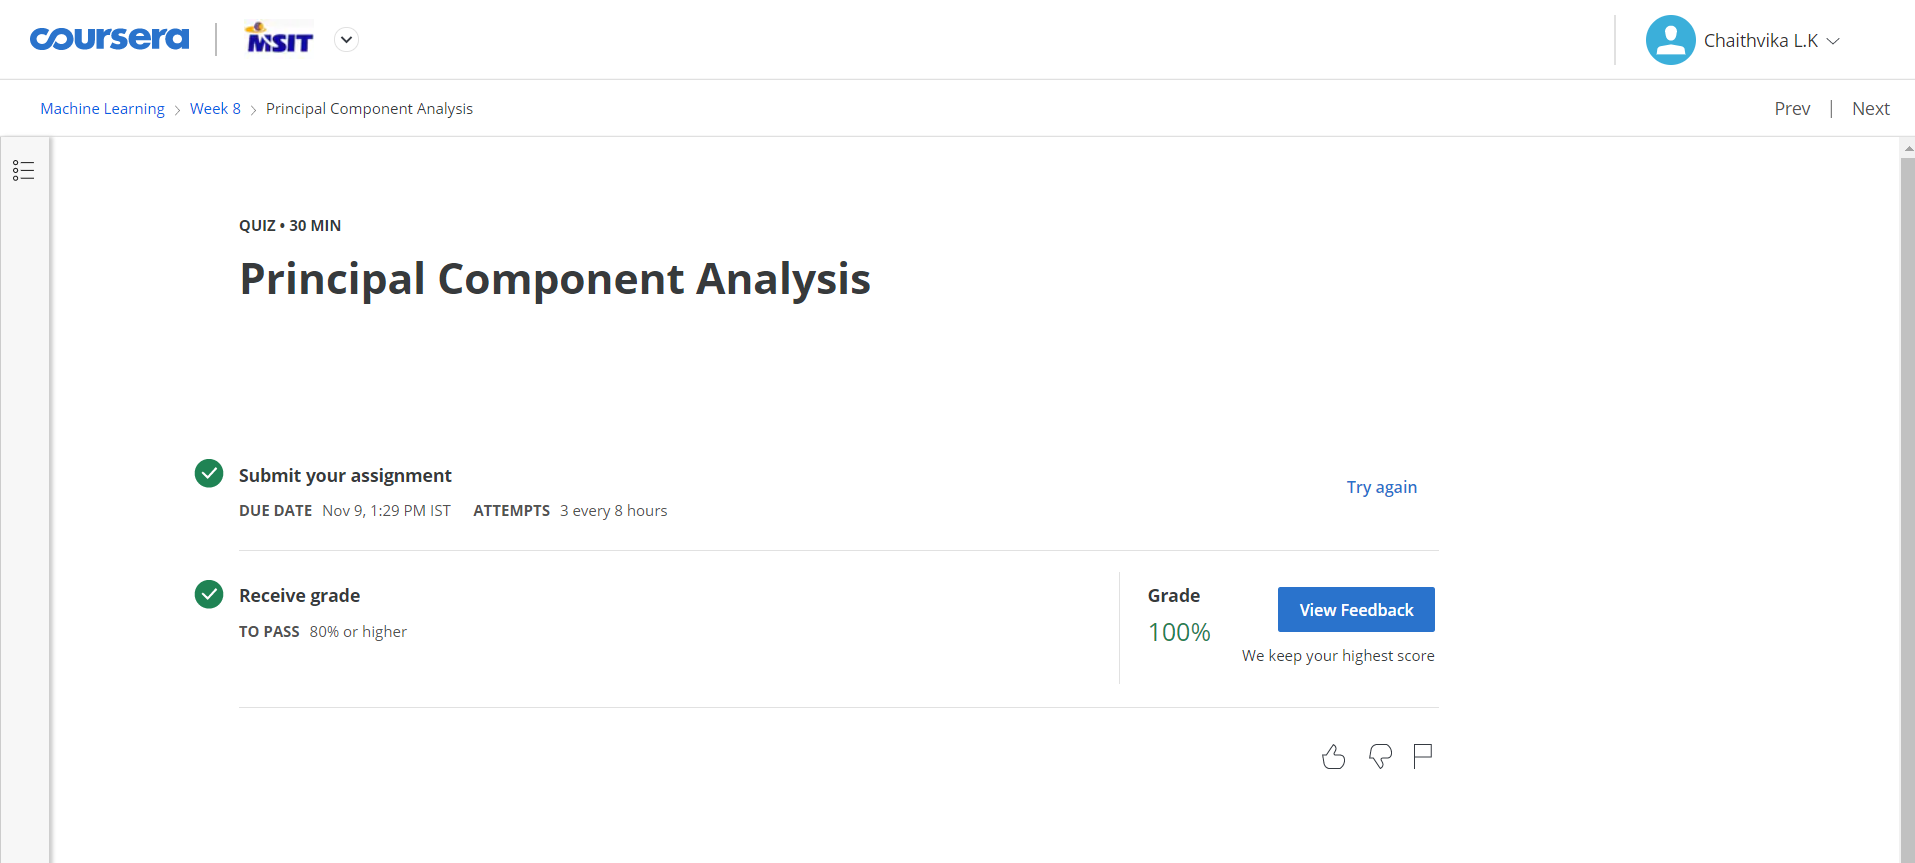 coursera
MSIT
Chaithvika L.K
Machine Learning > Week 8 > Principal Component Analysis
Prev | Next
QUIZ • 30 MIN
Principal Component Analysis
Submit your assignment
Try again
DUE DATE Nov 9, 1:29 PM IST ATTEMPTS 3 every 8 hours
Receive grade
TO PASS 80% or higher
Grade
100%
View Feedback
We keep your highest score